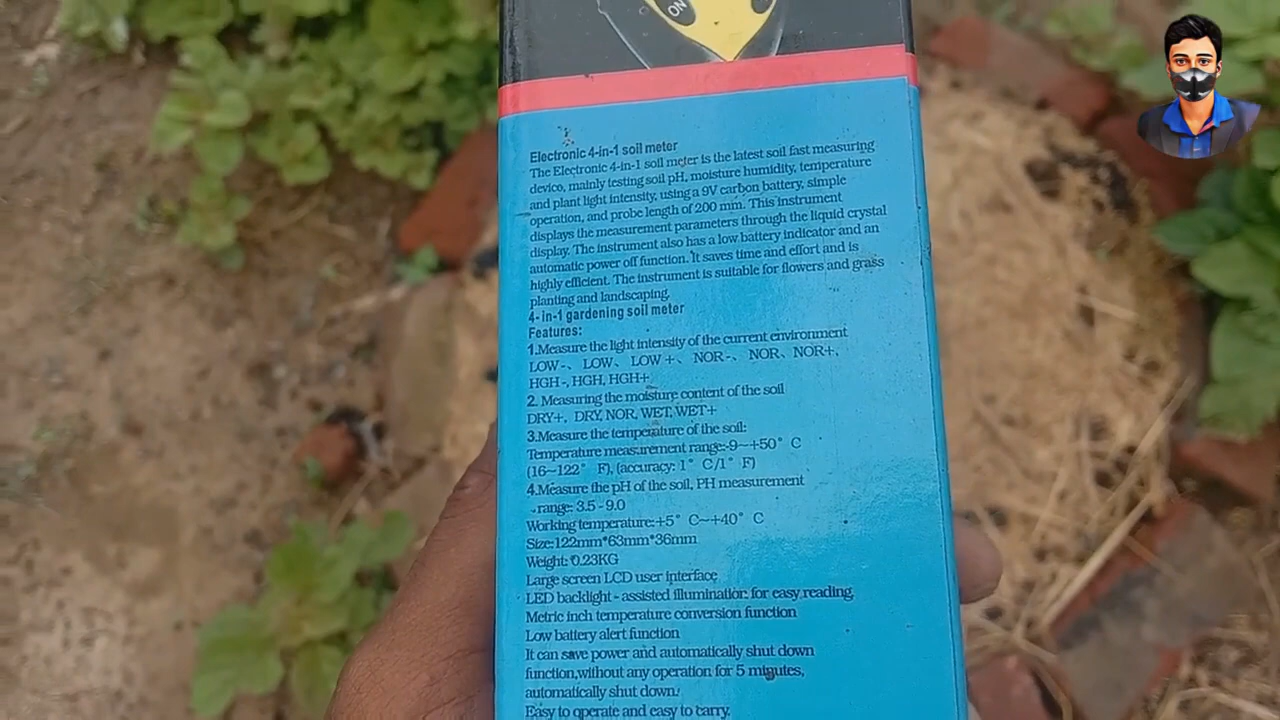 ON
Electronic 4-in-1 soil meter
The Electronic 4-in-1 soil meter is the latest soil fast measuring
device, mainly testing soil pH, moisture humidity, temperature
and plant light intensity, using a 9V carbon battery, simple
operation, and probe length of 200 mm. This instrument
displays the measurement parameters through the liquid crystal
display. The instrument also has a low battery indicator and an
automatic power off function. It saves time and effort and is
highly efficient. The instrument is suitable for flowers and grass
planting and landscaping.
4-in-1 gardening soil meter
Features:
1.Measure the light intensity of the current environment
LOW-、LOW、LOW+、NOR-、NOR、NOR+,
HGH-, HGH, HGH+
2. Measuring the moisture content of the soil
DRY+, DRY, NOR, WET, WET+
3.Measure the temperature of the soil:
Temperature measurement range:-9~+50° C
(16~122° F), (accuracy: 1° C/1° F)
4.Measure the pH of the soil, PH measurement
range: 3.5-9.0
Working temperature:+5° C~+40° C
Size:122mm*63mm*36mm
Weight: 0.23KG
Large screen LCD user interface
LED backlight - assisted illumination: for easy reading,
Metric inch temperature conversion function
Low battery alert function
It can save power and automatically shut down
function,without any operation for 5 minutes,
automatically shut down.
Easy to operate and easy to carry.